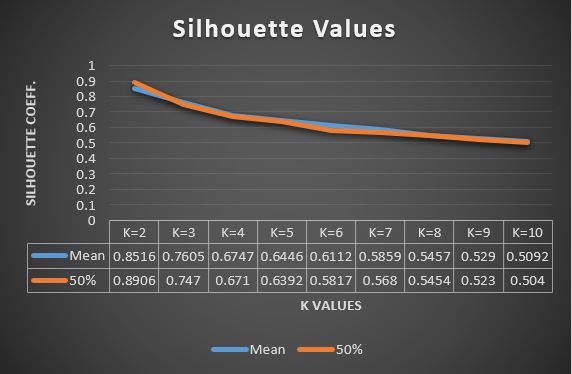 Silhouette Values
SILHOUETTE COEFF.
1
0.9
0.8
0.7
0.6
0.5
0.4
0.3
0.2
0.1
0
K=2 K=3 K=4 K=5 K=6 K=7 K=8 K=9 K=10
Mean 0.8516 0.7605 0.6747 0.6446 0.6112 0.5859 0.5457 0.529 0.5092
50% 0.8906 0.747 0.671 0.6392 0.5817 0.568 0.5454 0.523 0.504
K VALUES
Mean 50%